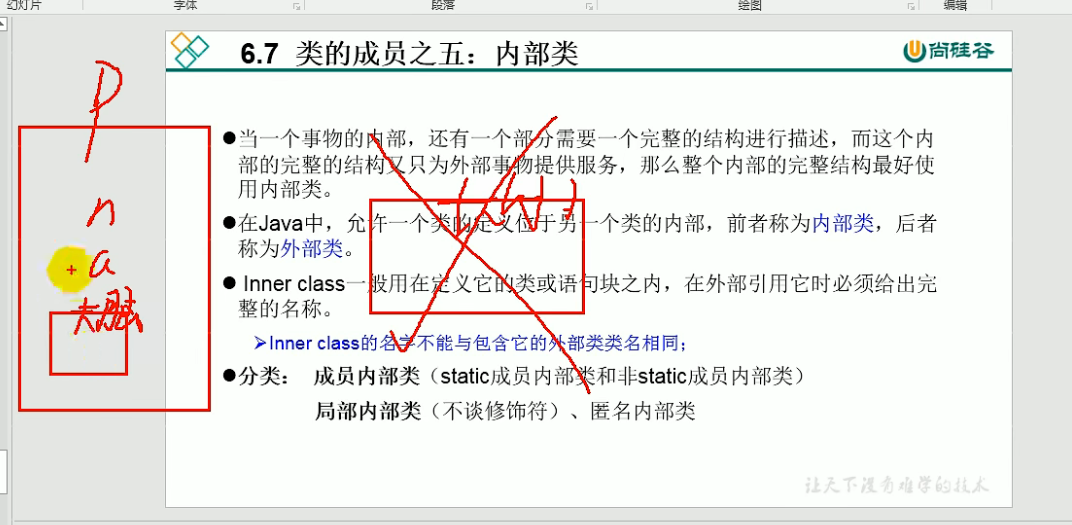 幻灯片 字体 段落 绘图 编辑
6.7 类的成员之五：内部类
尚硅谷
●当一个事物的内部，还有一个部分需要一个完整的结构进行描述，而这个内
部的完整的结构又只为外部事物提供服务，那么整个内部的完整结构最好使
用内部类。
●在Java中，允许一个类的定义位于另一个类的内部，前者称为内部类，后者
称为外部类。
● Inner class一般用在定义它的类或语句块之内，在外部引用它时必须给出完
整的名称。
➢Inner class的名字不能与包含它的外部类类名相同；
●分类： 成员内部类（static成员内部类和非static成员内部类）
局部内部类（不谈修饰符）、匿名内部类
P
n
a
大脑
让天下没有难学的技术